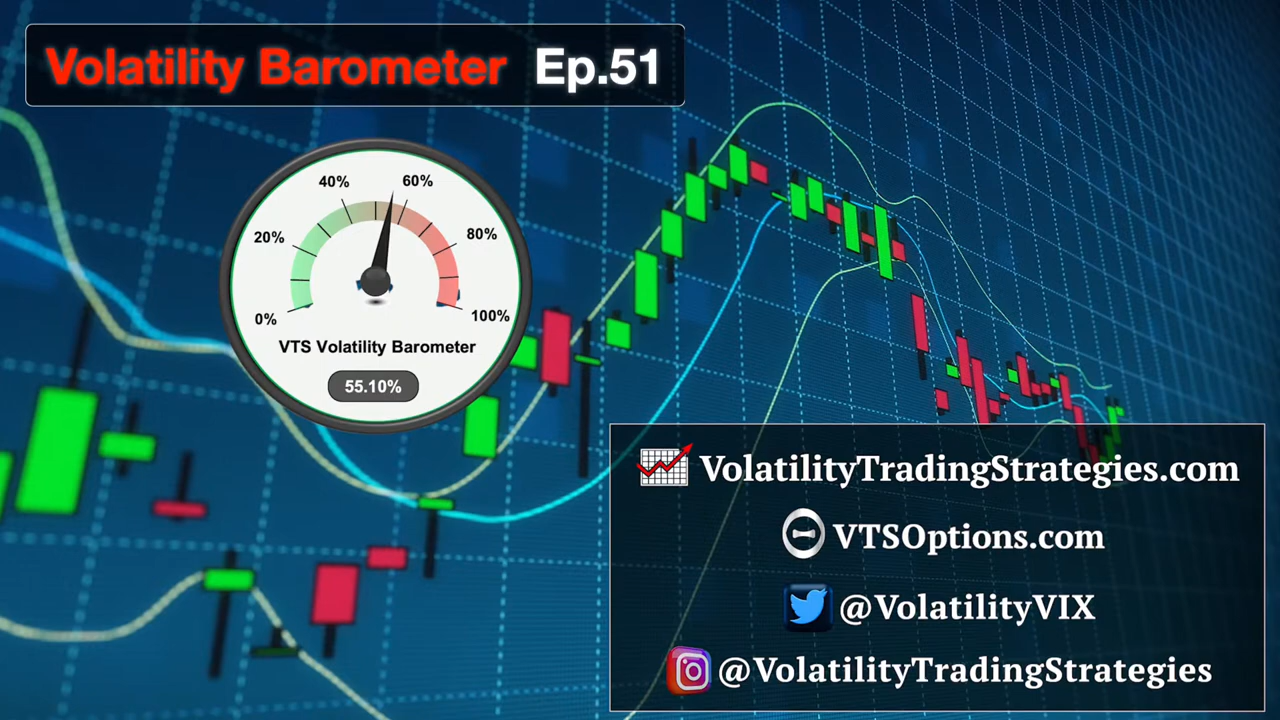 Volatility Barometer Ep.51
40% 60%
20% 80%
0% 100%
VTS Volatility Barometer
55.10%
VolatilityTradingStrategies.com
VTSOptions.com
@VolatilityVIX
@VolatilityTradingStrategies